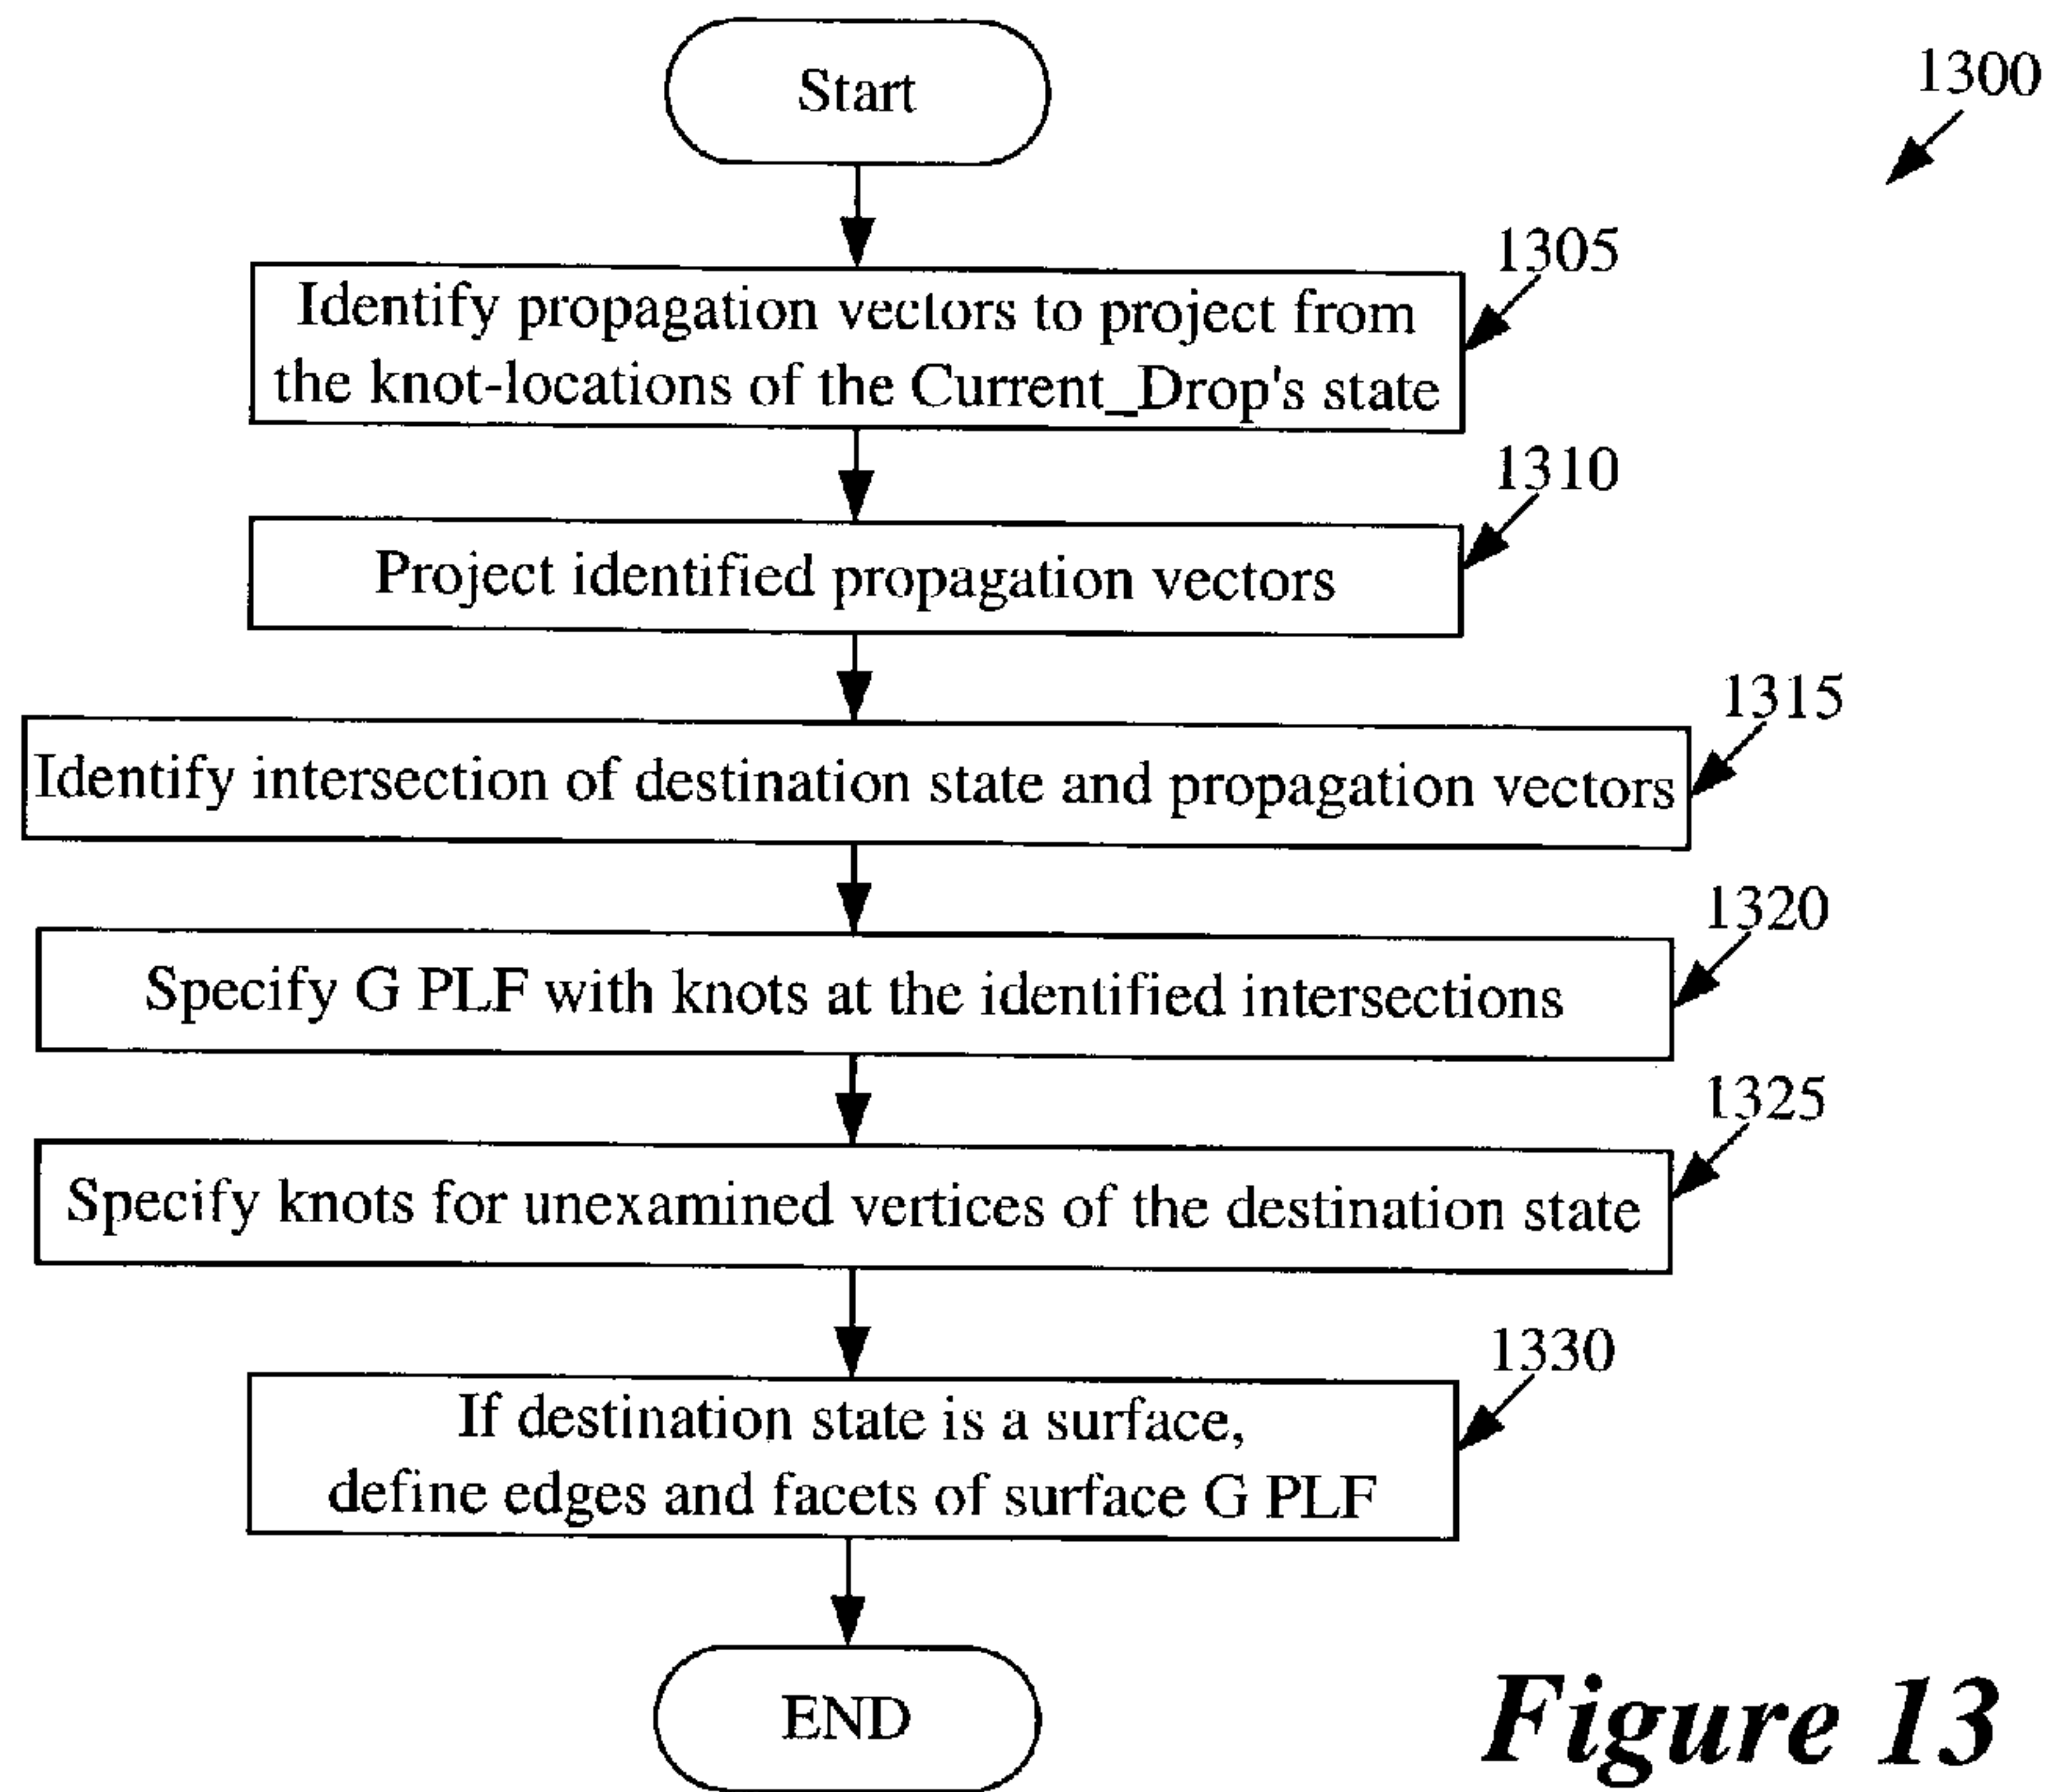 Start
1300
1305
Identify propagation vectors to project from
the knot-locations of the Current_Drop's state
1310
Project identified propagation vectors
1315
Identify intersection of destination state and propagation vectors
1320
Specify G PLF with knots at the identified intersections
1325
Specify knots for unexamined vertices of the destination state
1330
If destination state is a surface,
define edges and facets of surface G PLF
END
Figure 13